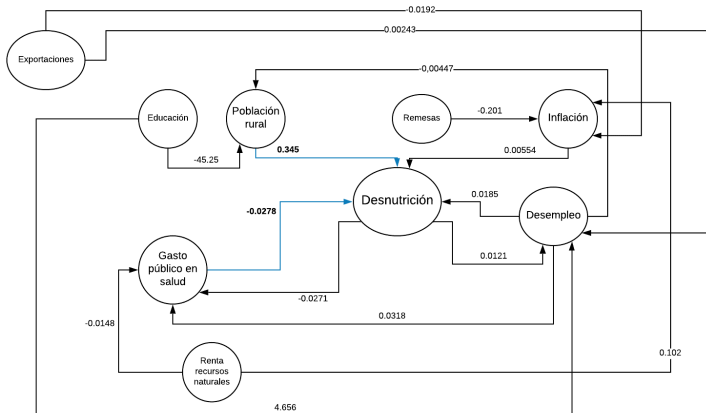 -0.0192
0.00243
Exportaciones
-0,00447
Educación
Población
rural
Remesas
-0.201
Inflación
-45.25
0.345
0.00554
Desnutrición
0.0185
Desempleo
-0.0278
Gasto
público en
salud
0.0121
-0.0271
0.0318
-0.0148
Renta
recursos
naturales
0.102
4.656